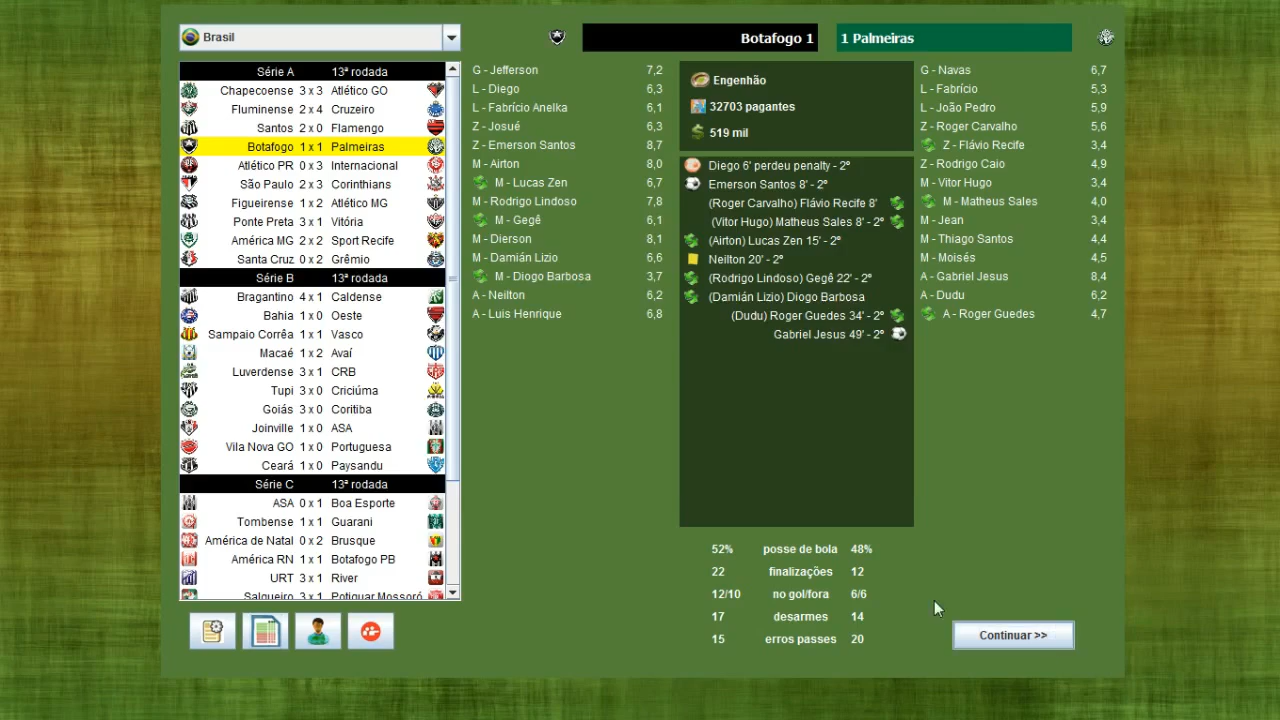 Brasil
Botafogo 1
1 Palmeiras
Série A 13ª rodada
Chapecoense 3 x 3 Atlético GO
Fluminense 2 x 4 Cruzeiro
Santos 2 x 0 Flamengo
Botafogo 1 x 1 Palmeiras
Atlético PR 0 x 3 Internacional
São Paulo 2 x 3 Corinthians
Figueirense 1 x 2 Atlético MG
Ponte Preta 3 x 1 Vitória
América MG 2 x 2 Sport Recife
Santa Cruz 0 x 2 Grêmio
Série B 13ª rodada
Bragantino 4 x 1 Caldense
Bahia 1 x 0 Oeste
Sampaio Corrêa 1 x 1 Vasco
Macaé 1 x 2 Avaí
Luverdense 3 x 1 CRB
Tupi 3 x 0 Criciúma
Goiás 3 x 0 Coritiba
Joinville 1 x 0 ASA
Vila Nova GO 1 x 0 Portuguesa
Ceará 1 x 0 Paysandu
Série C 13ª rodada
ASA 0 x 1 Boa Esporte
Tombense 1 x 1 Guarani
América de Natal 0 x 2 Brusque
América RN 1 x 1 Botafogo PB
URT 3 x 1 River
Salgueiro 3 x 1 Potiguar Mossoró
G - Jefferson 7,2
L - Diego 6,3
L - Fabrício Anelka 6,1
Z - Josué 6,3
Z - Emerson Santos 8,7
M - Airton 8,0
M - Lucas Zen 6,7
M - Rodrigo Lindoso 7,8
M - Gegê 6,1
M - Dierson 8,1
M - Damián Lizio 6,6
M - Diogo Barbosa 3,7
A - Neilton 6,2
A - Luis Henrique 6,8
Engenhão
32703 pagantes
519 mil
Diego 6' perdeu penalty - 2º
Emerson Santos 8' - 2º
(Roger Carvalho) Flávio Recife 8'
(Vitor Hugo) Matheus Sales 8' - 2º
(Airton) Lucas Zen 15' - 2º
Neilton 20' - 2º
(Rodrigo Lindoso) Gegê 22' - 2º
(Damián Lizio) Diogo Barbosa
(Dudu) Roger Guedes 34' - 2º
Gabriel Jesus 49' - 2º
52% posse de bola 48%
22 finalizações 12
12/10 no gol/fora 6/6
17 desarmes 14
15 erros passes 20
G - Navas 6,7
L - Fabrício 5,3
L - João Pedro 5,9
Z - Roger Carvalho 5,6
Z - Flávio Recife 3,4
Z - Rodrigo Caio 4,9
M - Vitor Hugo 3,4
M - Matheus Sales 4,0
M - Jean 3,4
M - Thiago Santos 4,4
M - Moisés 4,5
A - Gabriel Jesus 8,4
A - Dudu 6,2
A - Roger Guedes 4,7
Continuar >>